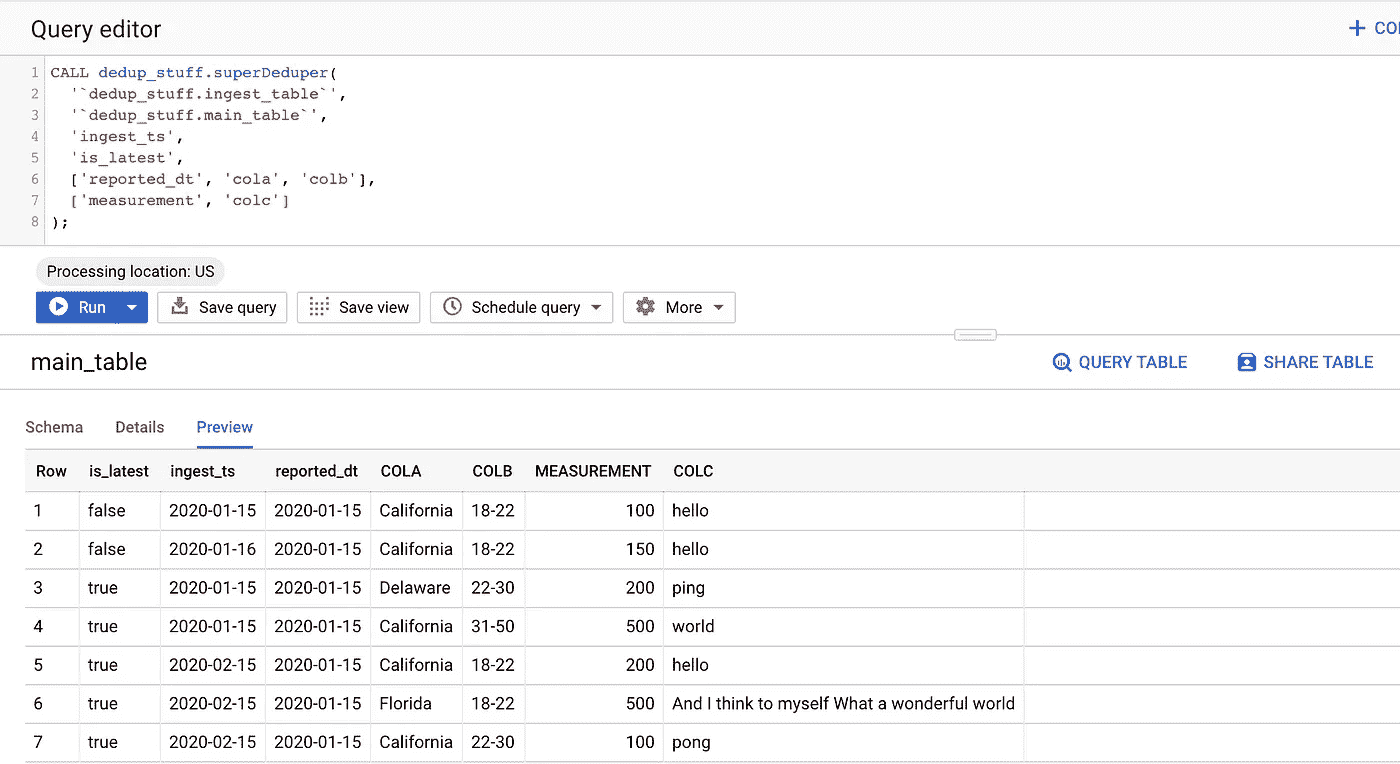 Query editor
+ CO
1 CALL dedup_stuff.superDeduper(
2 '`dedup_stuff.ingest_table`',
3 '`dedup_stuff.main_table`',
4 'ingest_ts',
5 'is_latest',
6 ['reported_dt', 'cola', 'colb'],
7 ['measurement', 'colc']
8 );
Processing location: US
Run Save query Save view Schedule query More
main_table QUERY TABLE SHARE TABLE
Schema Details Preview
Row is_latest ingest_ts reported_dt COLA COLB MEASUREMENT COLC
1 false 2020-01-15 2020-01-15 California 18-22 100 hello
2 false 2020-01-16 2020-01-15 California 18-22 150 hello
3 true 2020-01-15 2020-01-15 Delaware 22-30 200 ping
4 true 2020-01-15 2020-01-15 California 31-50 500 world
5 true 2020-02-15 2020-01-15 California 18-22 200 hello
6 true 2020-02-15 2020-01-15 Florida 18-22 500 And I think to myself What a wonderful world
7 true 2020-02-15 2020-01-15 California 22-30 100 pong